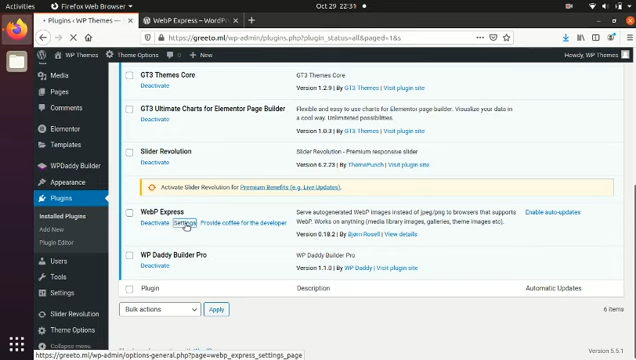 Activities
Firefox Web Browser
Oct 29 22:31
Plugins ‹ WP Themes
WebP Express – WordPr
https://greeto.ml/wp-admin/plugins.php?plugin_status=all&paged=1&s
WP Themes
Theme Options
0
New
Howdy, WP Themes
Media
Pages
Comments
Elementor
Templates
WPDaddy Builder
Appearance
Plugins
Installed Plugins
Add New
Plugin Editor
Users
Tools
Settings
Slider Revolution
Theme Options
Collapse menu
GT3 Themes Core
Deactivate
GT3 Themes Core
Version 1.2.9 | By GT3 Themes | Visit plugin site
GT3 Ultimate Charts for Elementor Page Builder
Deactivate
Flexible and easy to use charts for Elementor page builder. Visualize your data in
a cool way. Unlimited possibilities.
Version 1.0.3 | By GT3 Themes | Visit plugin site
Slider Revolution
Deactivate
Slider Revolution - Premium responsive slider
Version 6.2.23 | By ThemePunch | Visit plugin site
Activate Slider Revolution for Premium Benefits (e.g. Live Updates).
WebP Express
Deactivate | Settings | Provide coffee for the developer
Serve autogenerated WebP images instead of jpeg/png to browsers that supports
WebP. Works on anything (media library images, galleries, theme images etc).
Version 0.18.2 | By Bjørn Rosell | View details
Enable auto-updates
WP Daddy Builder Pro
Deactivate
WP Daddy Builder Pro
Version 1.1.0 | By WP Daddy | Visit plugin site
Plugin
Description
Automatic Updates
Bulk actions
Apply
6 items
Version 5.5.1
https://greeto.ml/wp-admin/options-general.php?page=webp_express_settings_page